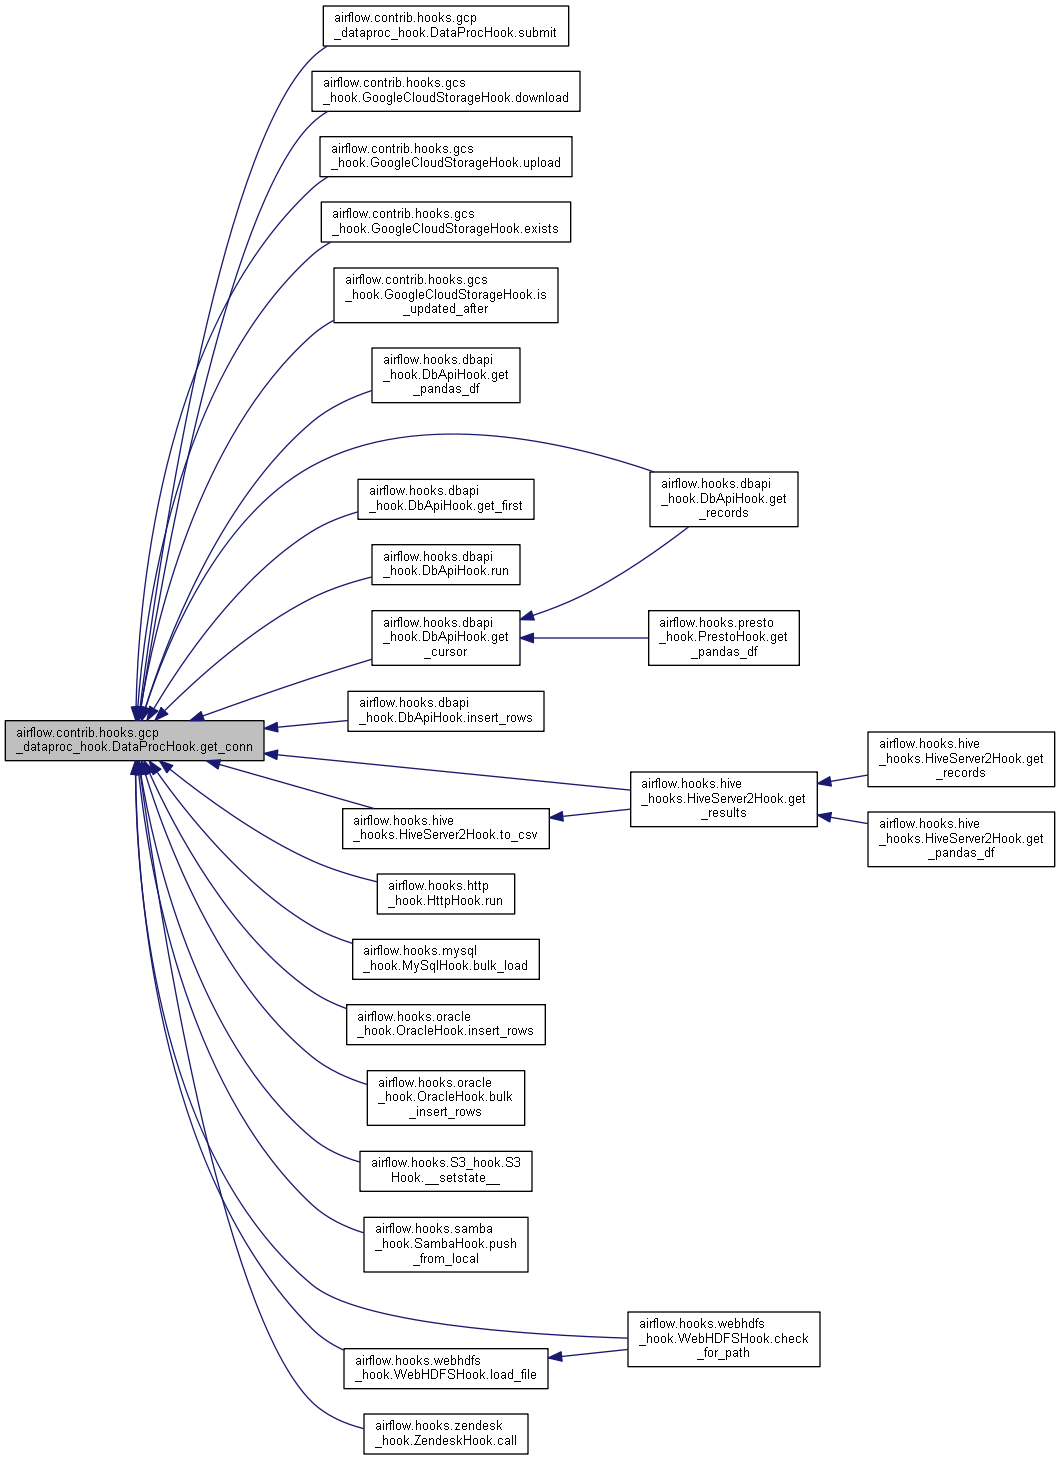 airflow.contrib.hooks.gcp
_dataproc_hook.DataProcHook.submit
airflow.contrib.hooks.gcs
_hook.GoogleCloudStorageHook.download
airflow.contrib.hooks.gcs
_hook.GoogleCloudStorageHook.upload
airflow.contrib.hooks.gcs
_hook.GoogleCloudStorageHook.exists
airflow.contrib.hooks.gcs
_hook.GoogleCloudStorageHook.is
_updated_after
airflow.hooks.dbapi
_hook.DbApiHook.get
_pandas_df
airflow.hooks.dbapi
_hook.DbApiHook.get
_records
airflow.hooks.dbapi
_hook.DbApiHook.get_first
airflow.hooks.dbapi
_hook.DbApiHook.run
airflow.hooks.dbapi
_hook.DbApiHook.get
_cursor
airflow.hooks.presto
_hook.PrestoHook.get
_pandas_df
airflow.hooks.dbapi
_hook.DbApiHook.insert_rows
airflow.contrib.hooks.gcp
_dataproc_hook.DataProcHook.get_conn
airflow.hooks.hive
_hooks.HiveServer2Hook.get
_records
airflow.hooks.hive
_hooks.HiveServer2Hook.get
_results
airflow.hooks.hive
_hooks.HiveServer2Hook.to_csv
airflow.hooks.hive
_hooks.HiveServer2Hook.get
_pandas_df
airflow.hooks.http
_hook.HttpHook.run
airflow.hooks.mysql
_hook.MySqlHook.bulk_load
airflow.hooks.oracle
_hook.OracleHook.insert_rows
airflow.hooks.oracle
_hook.OracleHook.bulk
_insert_rows
airflow.hooks.S3_hook.S3
Hook.__setstate__
airflow.hooks.samba
_hook.SambaHook.push
_from_local
airflow.hooks.webhdfs
_hook.WebHDFSHook.check
_for_path
airflow.hooks.webhdfs
_hook.WebHDFSHook.load_file
airflow.hooks.zendesk
_hook.ZendeskHook.call